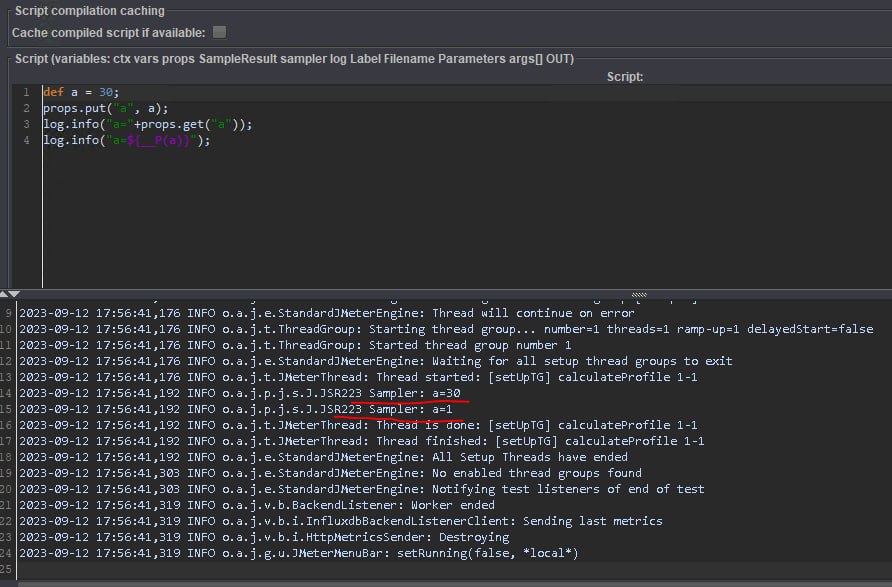 Script compilation caching
Cache compiled script if available:
Script (variables: ctx vars props SampleResult sampler log Label Filename Parameters args[] OUT)
Script:
1 def a = 30;
2 props.put("a", a);
3 log.info("a="+props.get("a"));
4 log.info("a=${__P(a)}");
9 2023-09-12 17:56:41,176 INFO o.a.j.e.StandardJMeterEngine: Thread will continue on error
10 2023-09-12 17:56:41,176 INFO o.a.j.t.ThreadGroup: Starting thread group... number=1 threads=1 ramp-up=1 delayedStart=false
11 2023-09-12 17:56:41,176 INFO o.a.j.t.ThreadGroup: Started thread group number 1
12 2023-09-12 17:56:41,176 INFO o.a.j.e.StandardJMeterEngine: Waiting for all setup thread groups to exit
13 2023-09-12 17:56:41,176 INFO o.a.j.t.JMeterThread: Thread started: [setUpTG] calculateProfile 1-1
14 2023-09-12 17:56:41,192 INFO o.a.j.p.j.s.J.JSR223 Sampler: a=30
15 2023-09-12 17:56:41,192 INFO o.a.j.p.j.s.J.JSR223 Sampler: a=1
16 2023-09-12 17:56:41,192 INFO o.a.j.t.JMeterThread: Thread is done: [setUpTG] calculateProfile 1-1
17 2023-09-12 17:56:41,192 INFO o.a.j.t.JMeterThread: Thread finished: [setUpTG] calculateProfile 1-1
18 2023-09-12 17:56:41,192 INFO o.a.j.e.StandardJMeterEngine: All Setup Threads have ended
19 2023-09-12 17:56:41,303 INFO o.a.j.e.StandardJMeterEngine: No enabled thread groups found
20 2023-09-12 17:56:41,303 INFO o.a.j.e.StandardJMeterEngine: Notifying test listeners of end of test
21 2023-09-12 17:56:41,319 INFO o.a.j.v.b.BackendListener: Worker ended
22 2023-09-12 17:56:41,319 INFO o.a.j.v.b.i.InfluxdbBackendListenerClient: Sending last metrics
23 2023-09-12 17:56:41,319 INFO o.a.j.v.b.i.HttpMetricsSender: Destroying
24 2023-09-12 17:56:41,319 INFO o.a.j.g.u.JMeterMenuBar: setRunning(false, *local*)
25